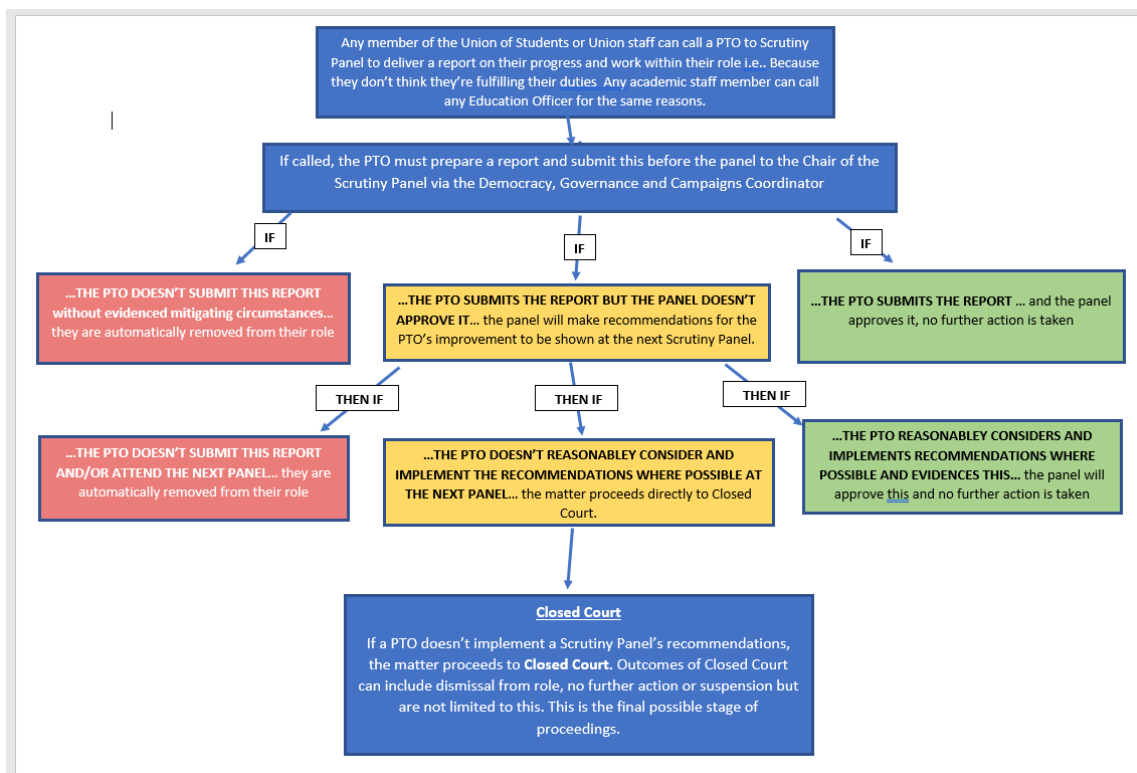 Any member of the Union of Students or Union staff can call a PTO to Scrutiny
Panel to deliver a report on their progress and work within their role i.e.. Because
they don't think they're fulfilling their duties Any academic staff member can call
any Education Officer for the same reasons.
If called, the PTO must prepare a report and submit this before the panel to the Chair of the
Scrutiny Panel via the Democracy, Governance and Campaigns Coordinator
IF
IF
IF
...THE PTO DOESN'T SUBMIT THIS REPORT
without evidenced mitigating circumstances...
they are automatically removed from their role
...THE PTO SUBMITS THE REPORT BUT THE PANEL DOESN'T
APPROVE IT... the panel will make recommendations for the
PTO's improvement to be shown at the next Scrutiny Panel.
...THE PTO SUBMITS THE REPORT ... and the panel
approves it, no further action is taken
THEN IF
THEN IF
THEN IF
...THE PTO DOESN'T SUBMIT THIS REPORT
AND/OR ATTEND THE NEXT PANEL... they are
automatically removed from their role
...THE PTO DOESN'T REASONABLEY CONSIDER AND
IMPLEMENT THE RECOMMENDATIONS WHERE POSSIBLE AT
THE NEXT PANEL... the matter proceeds directly to Closed
Court.
...THE PTO REASONABLEY CONSIDERS AND
IMPLEMENTS RECOMMENDATIONS WHERE
POSSIBLE AND EVIDENCES THIS... the panel will
approve this and no further action is taken
Closed Court
If a PTO doesn't implement a Scrutiny Panel's recommendations,
the matter proceeds to Closed Court. Outcomes of Closed Court
can include dismissal from role, no further action or suspension but
are not limited to this. This is the final possible stage of
proceedings.